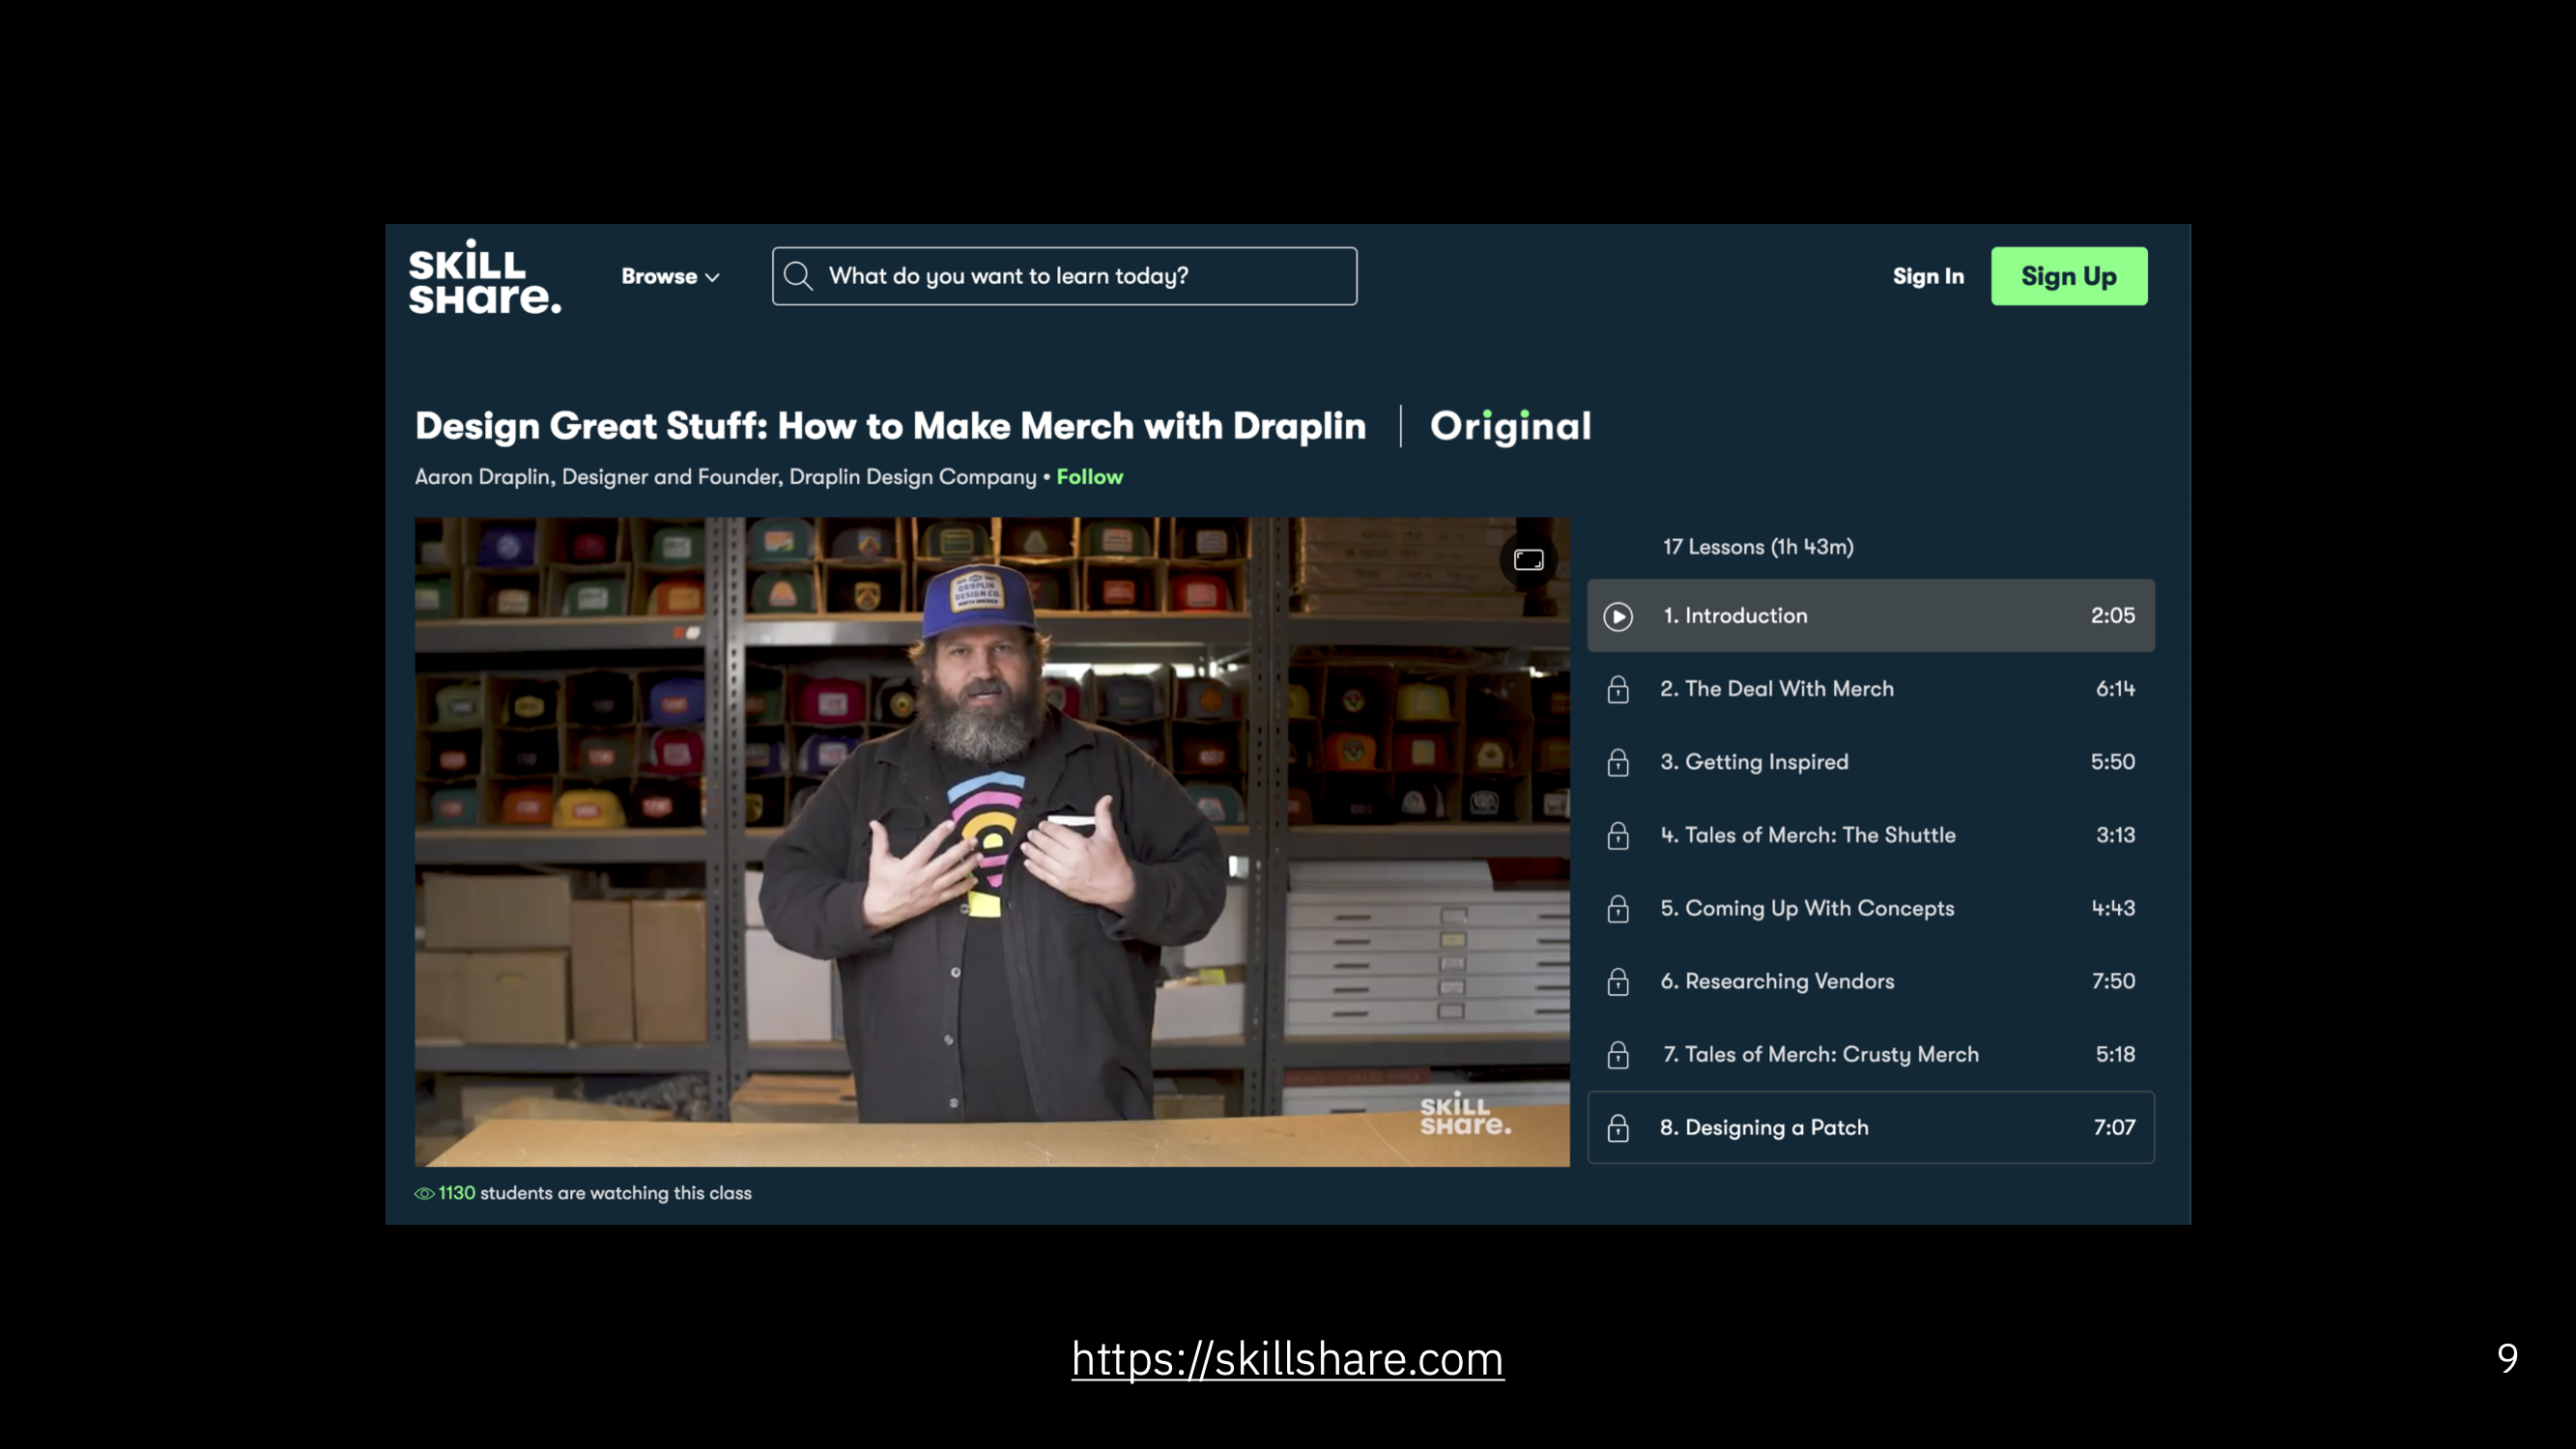 SKiLL
SHare.
Browse
What do you want to learn today?
Sign In
Sign Up
Design Great Stuff: How to Make Merch with Draplin
Original
Aaron Draplin, Designer and Founder, Draplin Design Company • Follow
DRAPLIN
DESIGN CO.
NORTH AMERICA
SKiLL
SHare.
17 Lessons (1h 43m)
1. Introduction 2:05
2. The Deal With Merch 6:14
3. Getting Inspired 5:50
4. Tales of Merch: The Shuttle 3:13
5. Coming Up With Concepts 4:43
6. Researching Vendors 7:50
7. Tales of Merch: Crusty Merch 5:18
8. Designing a Patch 7:07
1130 students are watching this class
https://skillshare.com
9